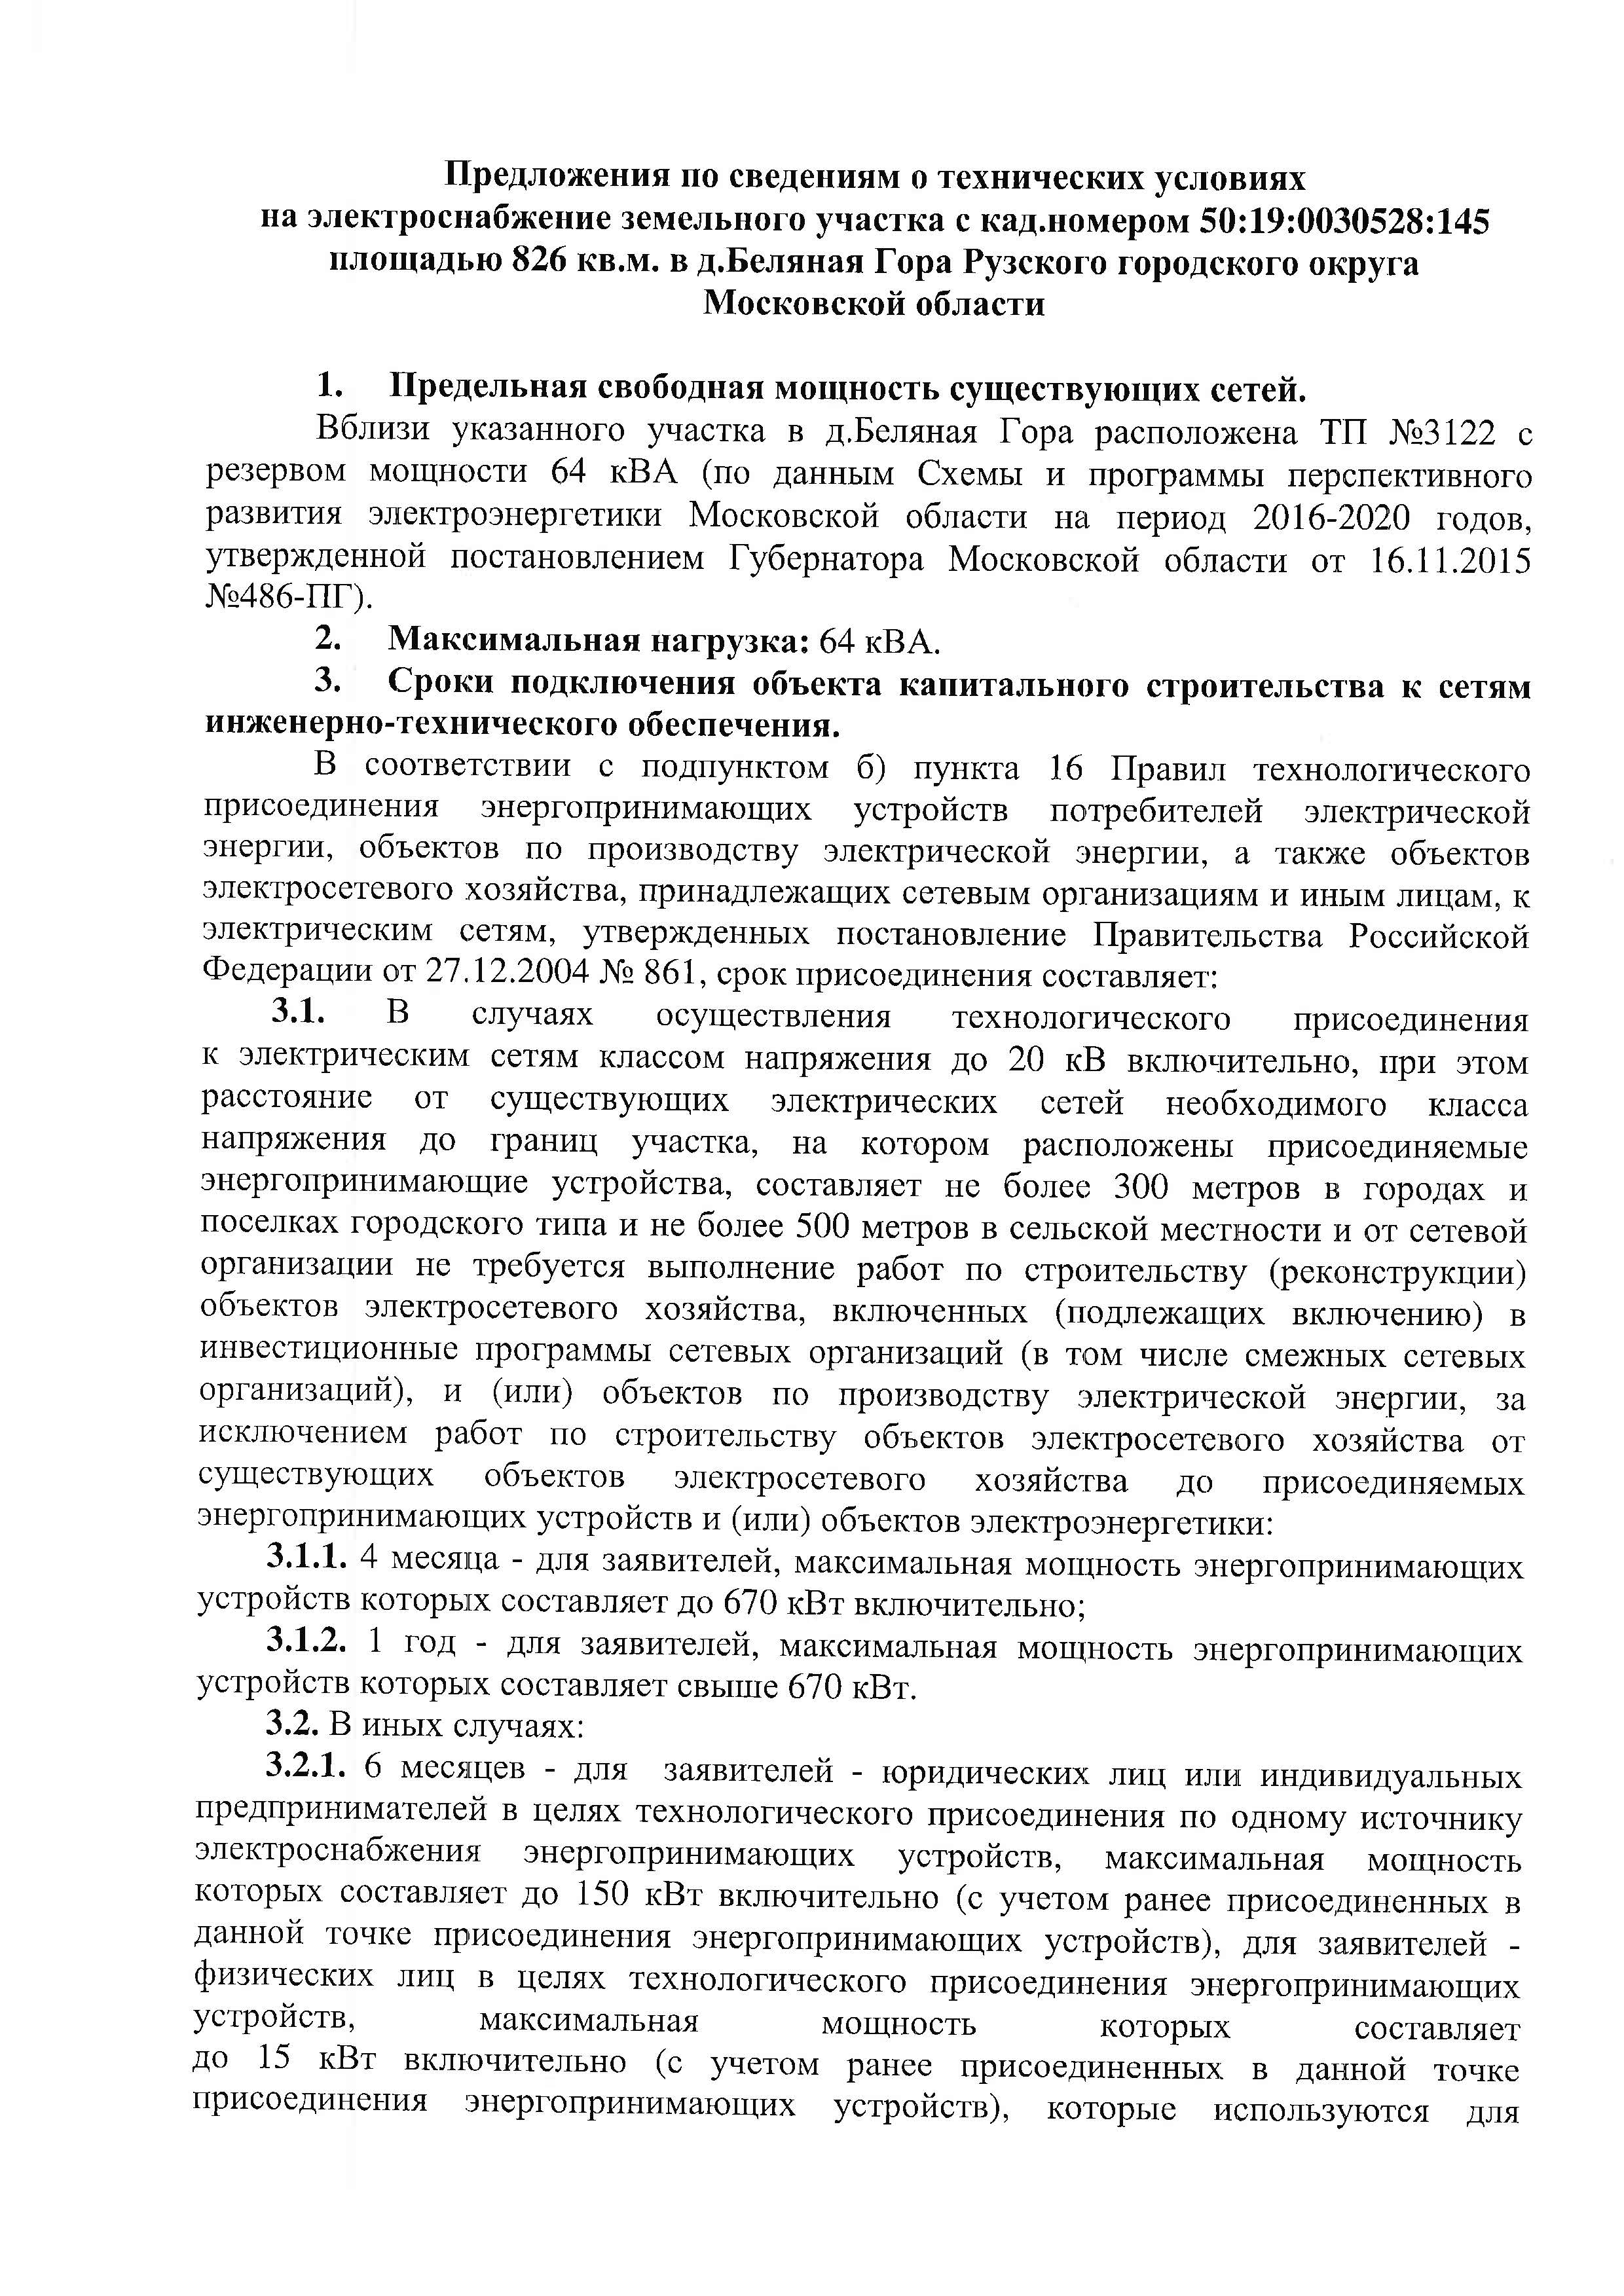 Предложения по сведениям о технических условиях
на электроснабжение земельного участка с кад.номером 50:19:0030528:145
площадью 826 кв.м. в д.Беляная Гора Рузского городского округа
Московской области
1. Предельная свободная мощность существующих сетей.
Вблизи указанного участка в д.Беляная Гора расположена ТП №3122 с
резервом мощности 64 кВА (по данным Схемы и программы перспективного
развития электроэнергетики Московской области на период 2016-2020 годов,
утвержденной постановлением Губернатора Московской области от 16.11.2015
№486-ПГ).
2. Максимальная нагрузка: 64 кВА.
3. Сроки подключения объекта капитального строительства к сетям
инженерно-технического обеспечения.
В соответствии с подпунктом б) пункта 16 Правил технологического
присоединения энергопринимающих устройств потребителей электрической
энергии, объектов по производству электрической энергии, а также объектов
электросетевого хозяйства, принадлежащих сетевым организациям и иным лицам, к
электрическим сетям, утвержденных постановление Правительства Российской
Федерации от 27.12.2004 № 861, срок присоединения составляет:
3.1. В случаях осуществления технологического присоединения
к электрическим сетям классом напряжения до 20 кВ включительно, при этом
расстояние от существующих электрических сетей необходимого класса
напряжения до границ участка, на котором расположены присоединяемые
энергопринимающие устройства, составляет не более 300 метров в городах и
поселках городского типа и не более 500 метров в сельской местности и от сетевой
организации не требуется выполнение работ по строительству (реконструкции)
объектов электросетевого хозяйства, включенных (подлежащих включению) в
инвестиционные программы сетевых организаций (в том числе смежных сетевых
организаций), и (или) объектов по производству электрической энергии, за
исключением работ по строительству объектов электросетевого хозяйства от
существующих объектов электросетевого хозяйства до присоединяемых
энергопринимающих устройств и (или) объектов электроэнергетики:
3.1.1. 4 месяца - для заявителей, максимальная мощность энергопринимающих
устройств которых составляет до 670 кВт включительно;
3.1.2. 1 год - для заявителей, максимальная мощность энергопринимающих
устройств которых составляет свыше 670 кВт.
3.2. В иных случаях:
3.2.1. 6 месяцев - для заявителей - юридических лиц или индивидуальных
предпринимателей в целях технологического присоединения по одному источнику
электроснабжения энергопринимающих устройств, максимальная мощность
которых составляет до 150 кВт включительно (с учетом ранее присоединенных в
данной точке присоединения энергопринимающих устройств), для заявителей -
физических лиц в целях технологического присоединения энергопринимающих
устройств, максимальная мощность которых составляет
до 15 кВт включительно (с учетом ранее присоединенных в данной точке
присоединения энергопринимающих устройств), которые используются для